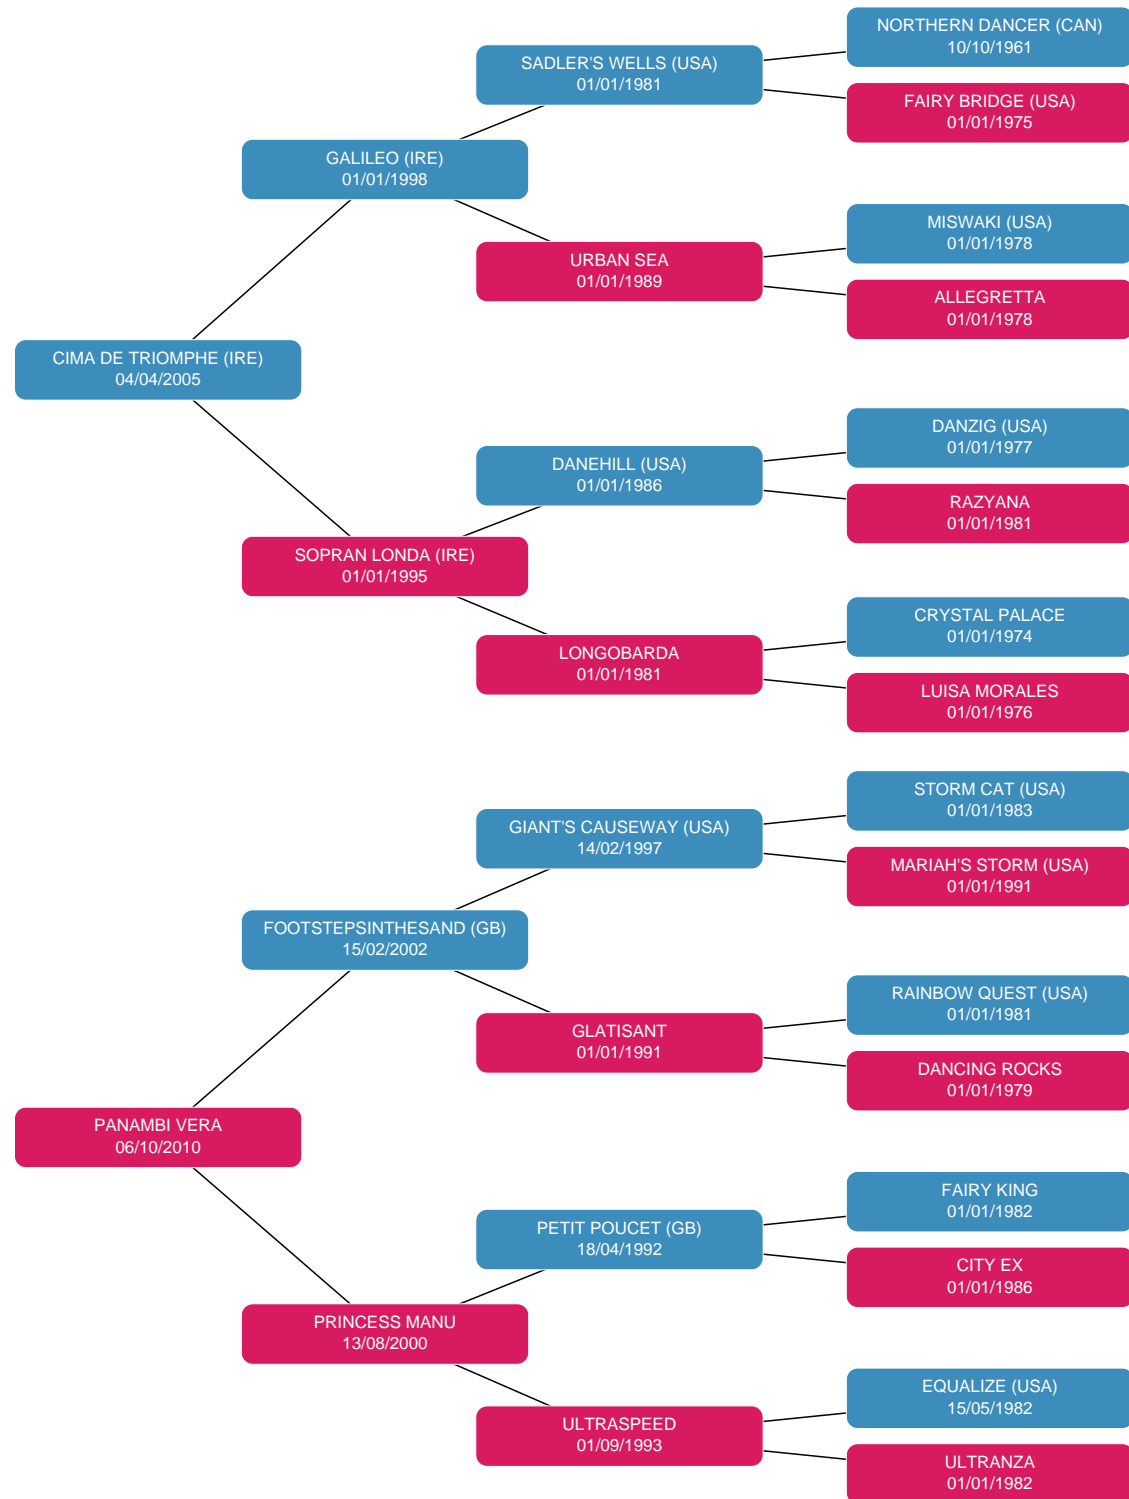 NORTHERN DANCER (CAN)
10/10/1961
SADLER'S WELLS (USA)
01/01/1981
FAIRY BRIDGE (USA)
01/01/1975
GALILEO (IRE)
01/01/1998
MISWAKI (USA)
01/01/1978
URBAN SEA
01/01/1989
ALLEGRETTA
01/01/1978
CIMA DE TRIOMPHE (IRE)
04/04/2005
DANZIG (USA)
01/01/1977
DANEHILL (USA)
01/01/1986
RAZYANA
01/01/1981
SOPRAN LONDA (IRE)
01/01/1995
CRYSTAL PALACE
01/01/1974
LONGOBARDA
01/01/1981
LUISA MORALES
01/01/1976
STORM CAT (USA)
01/01/1983
GIANT'S CAUSEWAY (USA)
14/02/1997
MARIAH'S STORM (USA)
01/01/1991
FOOTSTEPSINTHESAND (GB)
15/02/2002
RAINBOW QUEST (USA)
01/01/1981
GLATISANT
01/01/1991
DANCING ROCKS
01/01/1979
PANAMBI VERA
06/10/2010
FAIRY KING
01/01/1982
PETIT POUCET (GB)
18/04/1992
CITY EX
01/01/1986
PRINCESS MANU
13/08/2000
EQUALIZE (USA)
15/05/1982
ULTRASPEED
01/09/1993
ULTRANZA
01/01/1982